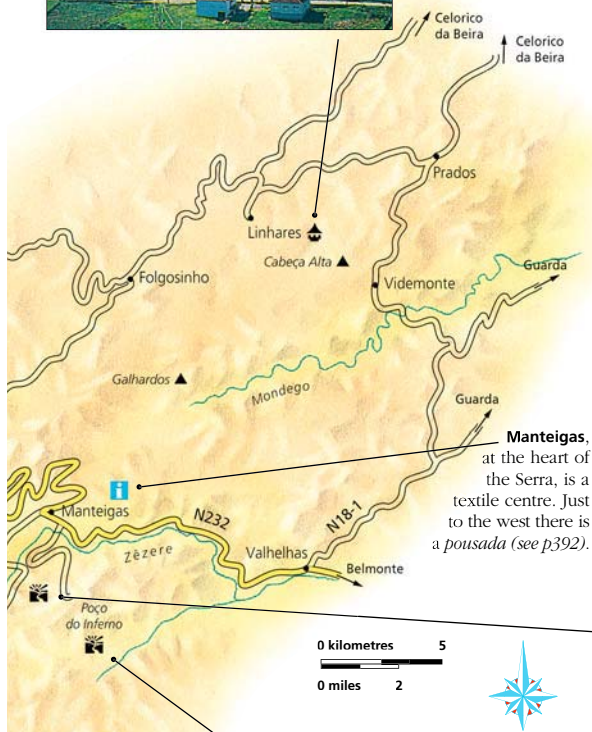 Celorico
da Beira
Celorico
da Beira
Prados
Linhares
Cabeça Alta
Guarda
Folgosinho
Videmonte
Galhardos
Mondego
Guarda
Manteigas,
at the heart of
the Serra, is a
textile centre. Just
to the west there is
a pousada (see p392).
i
Manteigas
N232
N18-1
Zêzere
Valhelhas
Belmonte
Poço
do Inferno
0 kilometres 5
0 miles 2